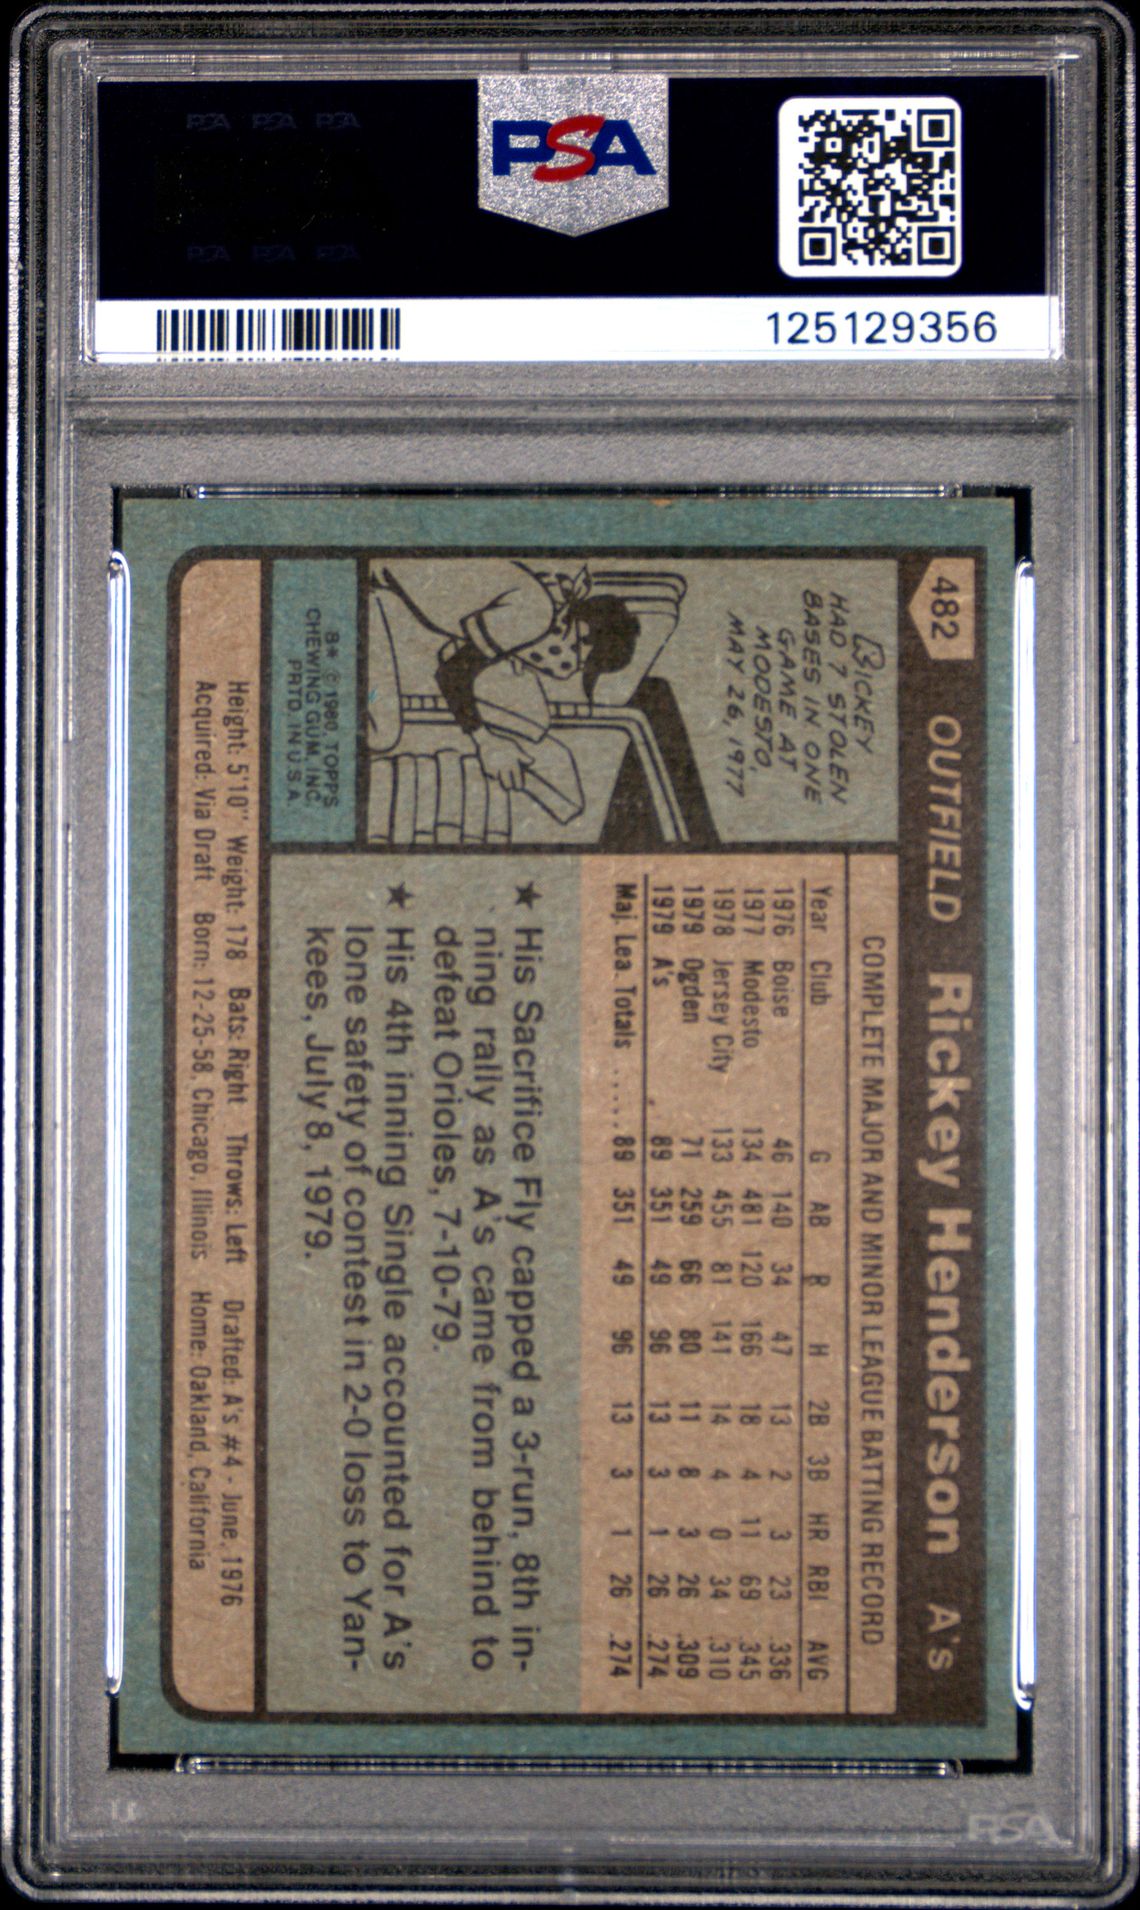 PSA PSA PSA
PSA
PSA PSA PSA
125129356
482 OUTFIELD Rickey Henderson A's
RICKEY
HAD 7 STOLEN
BASES IN ONE
GAME AT
MODESTO,
MAY 26, 1977
8* © 1980 TOPPS
CHEWING GUM, INC.
PRTD. IN U.S.A.
COMPLETE MAJOR AND MINOR LEAGUE BATTING RECORD
Year Club G AB R H 2B 3B HR RBI AVG
1976 Boise 46 140 34 47 13 2 3 23 .336
1977 Modesto 134 481 120 166 18 4 11 69 .345
1978 Jersey City 133 455 81 141 14 4 0 34 .310
1979 Ogden 71 259 66 80 11 8 3 26 .309
1979 A's 89 351 49 96 13 3 1 26 .274
Maj. Lea. Totals ..... 89 351 49 96 13 3 1 26 .274
★ His Sacrifice Fly capped a 3-run, 8th in-
ning rally as A's came from behind to
defeat Orioles, 7-10-79.
★ His 4th inning Single accounted for A's
lone safety of contest in 2-0 loss to Yan-
kees, July 8, 1979.
Height: 5'10" Weight: 178 Bats: Right Throws: Left Drafted: A's #4 - June, 1976
Acquired: Via Draft Born: 12-25-58, Chicago, Illinois Home: Oakland, California
PSA